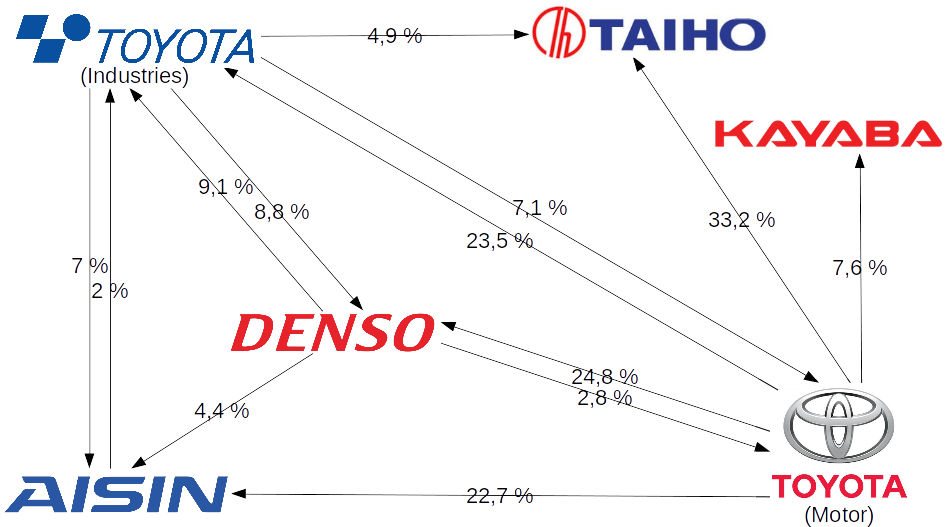 TOYOTA
(Industries)
4,9 %
TAIHO
KAYABA
9,1 %
8,8 %
7,1 %
23,5 %
33,2 %
7,6 %
7 %
2 %
DENSO
24,8 %
2,8 %
4,4 %
AISIN
22,7 %
TOYOTA
(Motor)